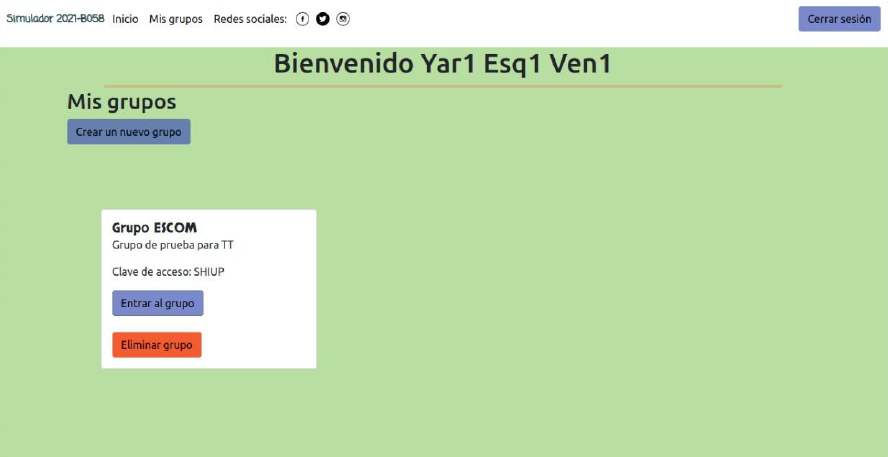 Simulador 2021-B058 Inicio Mis grupos Redes sociales: Cerrar sesión
Bienvenido Yar1 Esq1 Ven1
Mis grupos
Crear un nuevo grupo
Grupo ESCOM
Grupo de prueba para TT
Clave de acceso: SHIUP
Entrar al grupo
Eliminar grupo